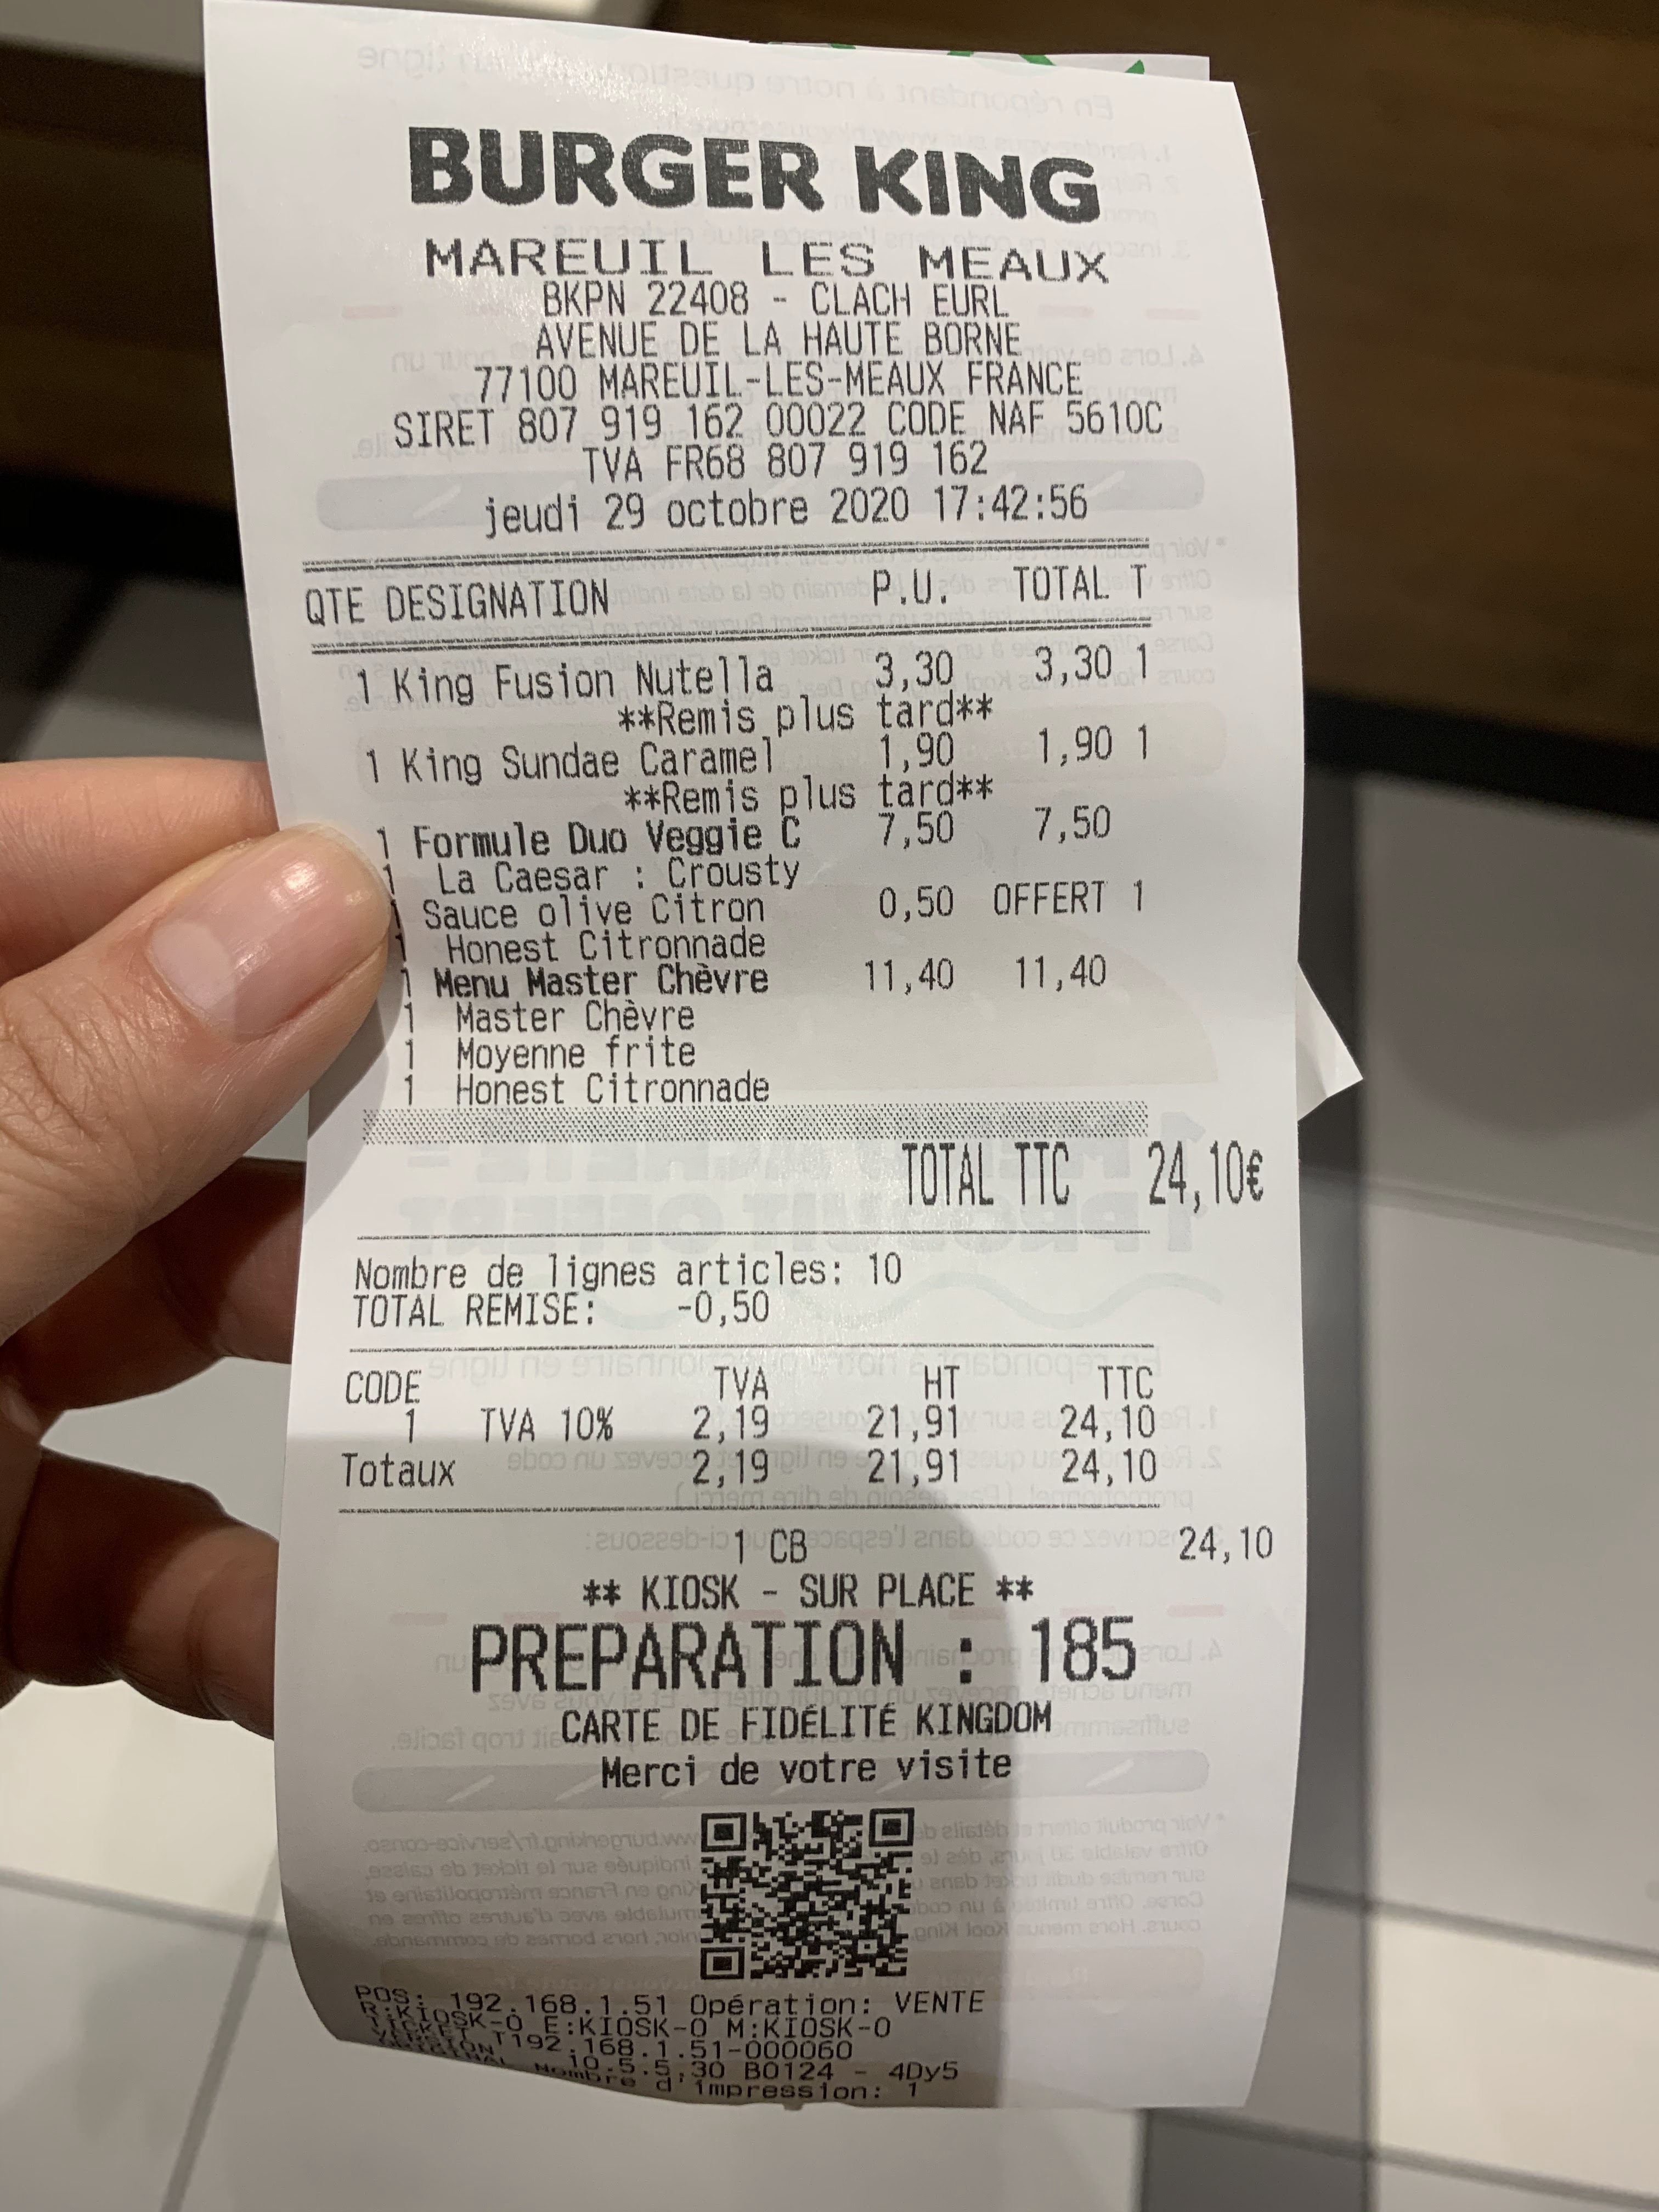 BURGER KING
MAREUIL LES MEAUX
BKPN 22408 - CLACH EURL
AVENUE DE LA HAUTE BORNE
77100 MAREUIL-LES-MEAUX FRANCE
SIRET 807 919 162 00022 CODE NAF 5610C
TVA FR68 807 919 162
jeudi 29 octobre 2020 17:42:56
QTE DESIGNATION P.U. TOTAL T
1 King Fusion Nutella 3,30 3,30 1
**Remis plus tard**
1 King Sundae Caramel 1,90 1,90 1
**Remis plus tard**
1 Formule Duo Veggie C 7,50 7,50
1 La Caesar : Crousty
1 Sauce olive Citron 0,50 OFFERT 1
1 Honest Citronnade
1 Menu Master Chèvre 11,40 11,40
1 Master Chèvre
1 Moyenne frite
1 Honest Citronnade
TOTAL TTC 24,10€
Nombre de lignes articles: 10
TOTAL REMISE: -0,50
CODE TVA HT TTC
1 TVA 10% 2,19 21,91 24,10
Totaux 2,19 21,91 24,10
1 CB 24,10
** KIOSK - SUR PLACE **
PREPARATION : 185
CARTE DE FIDÉLITÉ KINGDOM
Merci de votre visite
POS: 192.168.1.51 Opération: VENTE
R:KIOSK-0 E:KIOSK-0 M:KIOSK-0
TICKET T192.168.1.51-000060
VERSION 10.5.5.30 B0124 - 4Dy5
ORIGINAL Nombre d'impression: 1